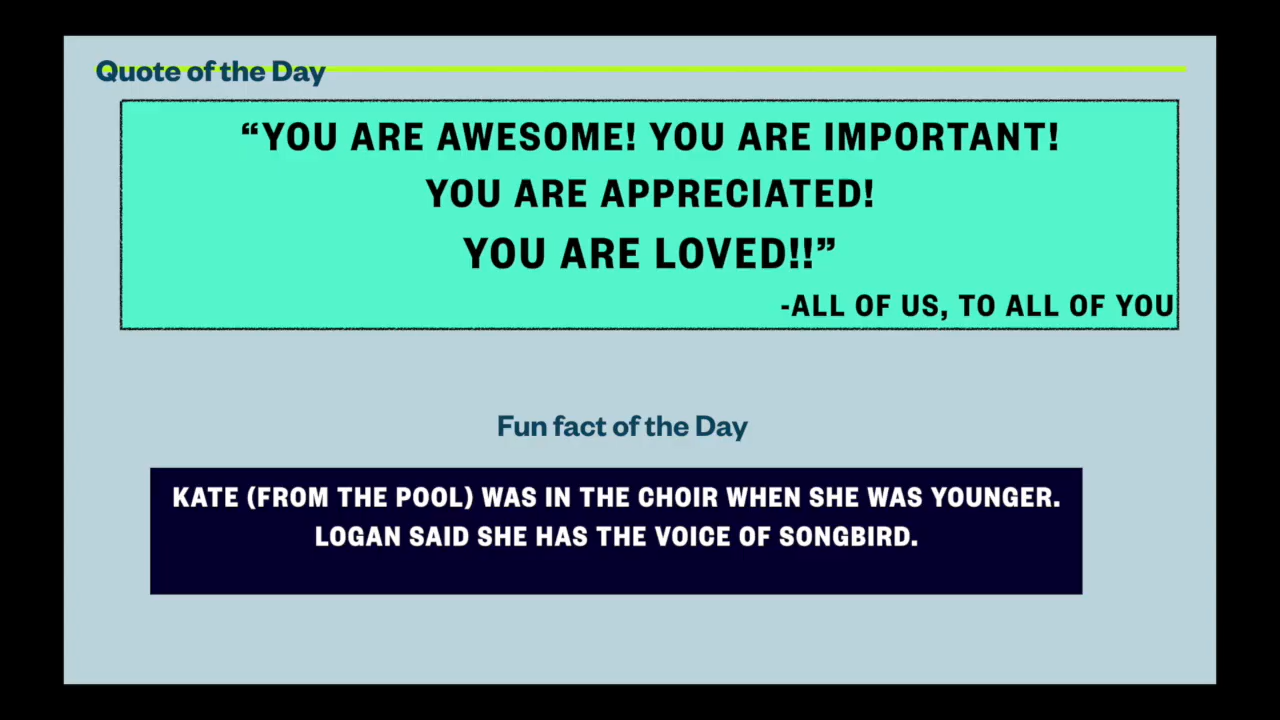 Quote of the Day
“YOU ARE AWESOME! YOU ARE IMPORTANT!
YOU ARE APPRECIATED!
YOU ARE LOVED!!”
-ALL OF US, TO ALL OF YOU
Fun fact of the Day
KATE (FROM THE POOL) WAS IN THE CHOIR WHEN SHE WAS YOUNGER.
LOGAN SAID SHE HAS THE VOICE OF SONGBIRD.